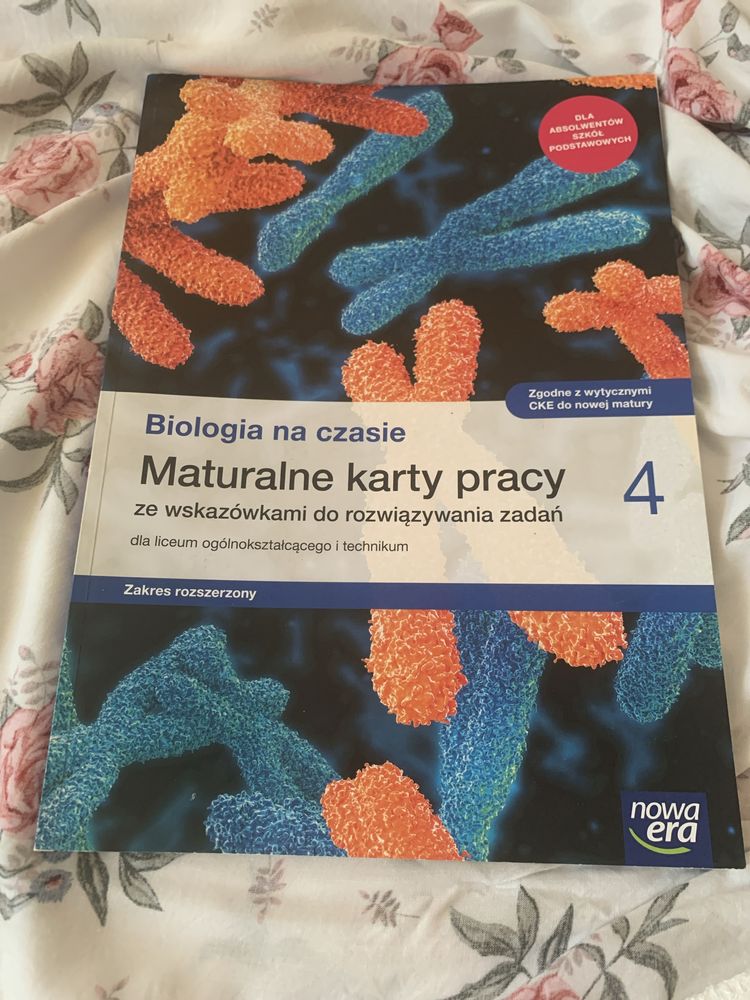 DLA
ABSOLWENTÓW
SZKÓŁ
PODSTAWOWYCH
Zgodne z wytycznymi
CKE do nowej matury
Biologia na czasie
Maturalne karty pracy
4
ze wskazówkami do rozwiązywania zadań
dla liceum ogólnokształcącego i technikum
Zakres rozszerzony
nowa
era